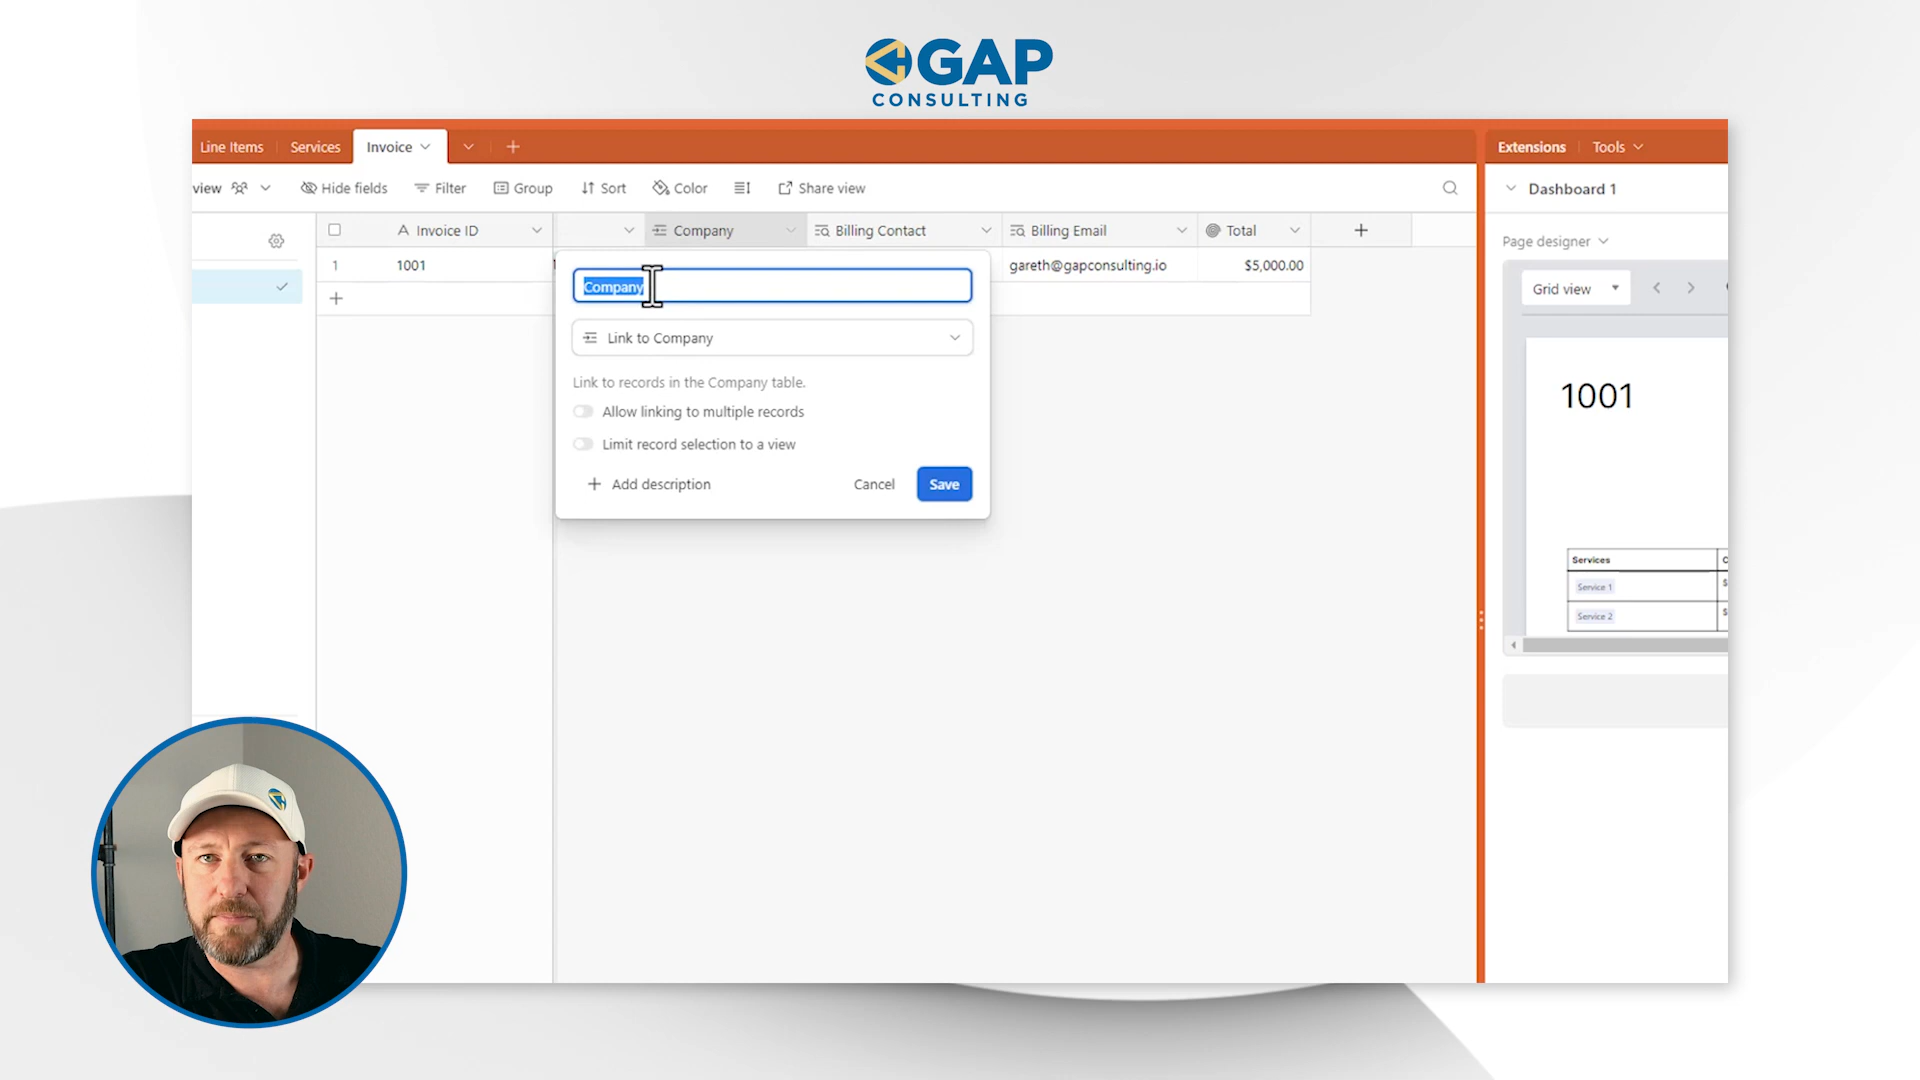 GAP
CONSULTING
Line Items Services Invoice
Extensions Tools
view Hide fields Filter Group Sort Color Share view
Dashboard 1
Invoice ID Company Billing Contact Billing Email Total
Page designer
1 1001 gareth@gapconsulting.io $5,000.00
Company
Grid view
Link to Company
Link to records in the Company table.
Allow linking to multiple records
1001
Limit record selection to a view
Add description Cancel Save
Services
Service 1 $
Service 2 $